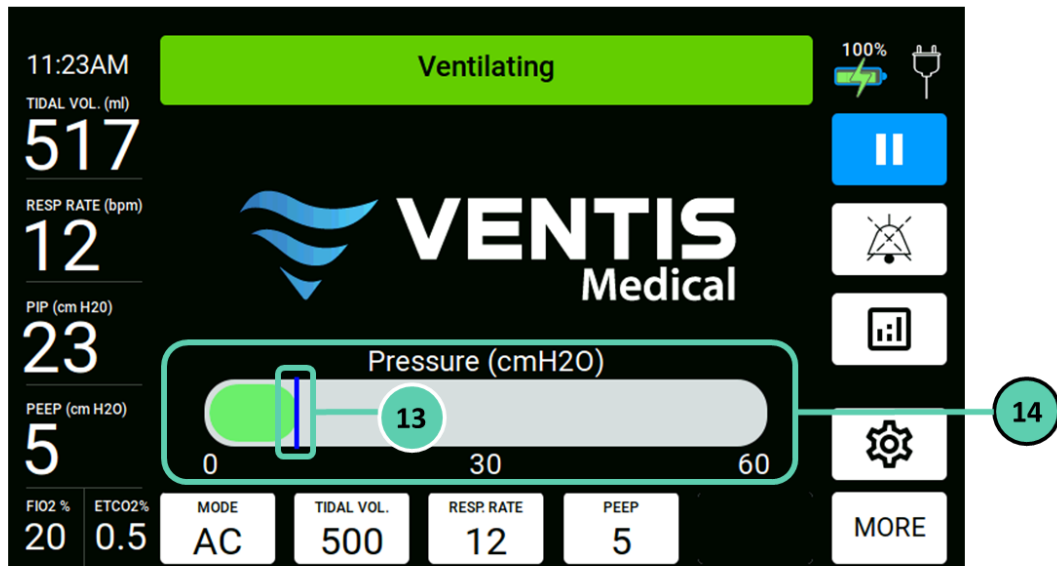 11:23AM
Ventilating
100%
TIDAL VOL. (ml)
517
RESP RATE (bpm)
12
VENTIS
Medical
PIP (cm H20)
23
Pressure (cmH2O)
13
14
0 30 60
PEEP (cm H2O)
5
FIO2 % ETCO2%
20 0.5
MODE
AC
TIDAL VOL.
500
RESP. RATE
12
PEEP
5
MORE